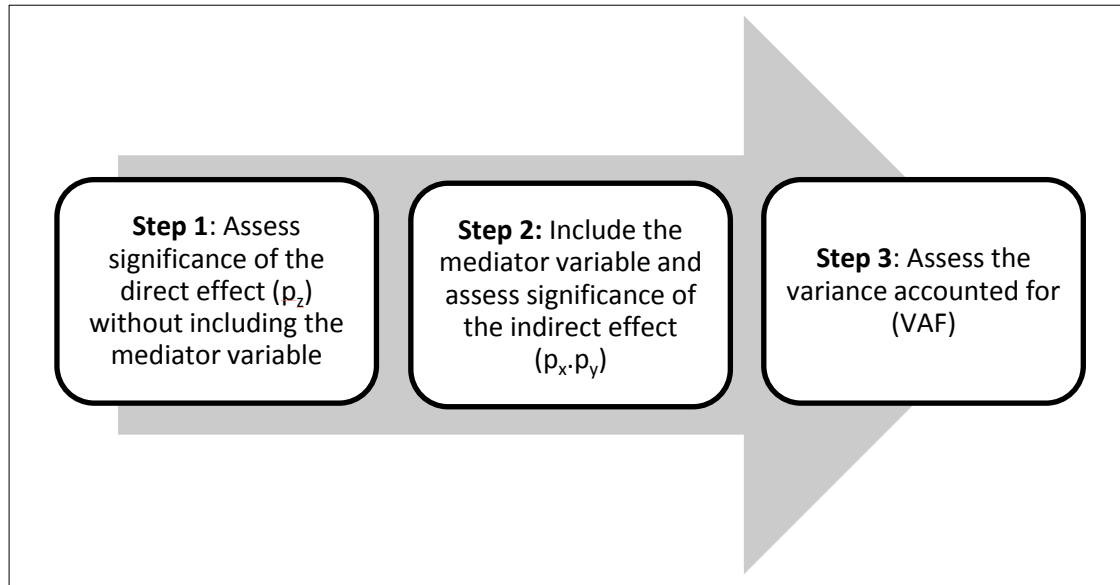 Step 1: Assess
significance of the
direct effect (pz)
without including the
mediator variable
Step 2: Include the
mediator variable and
assess significance of
the indirect effect
(px.py)
Step 3: Assess the
variance accounted for
(VAF)